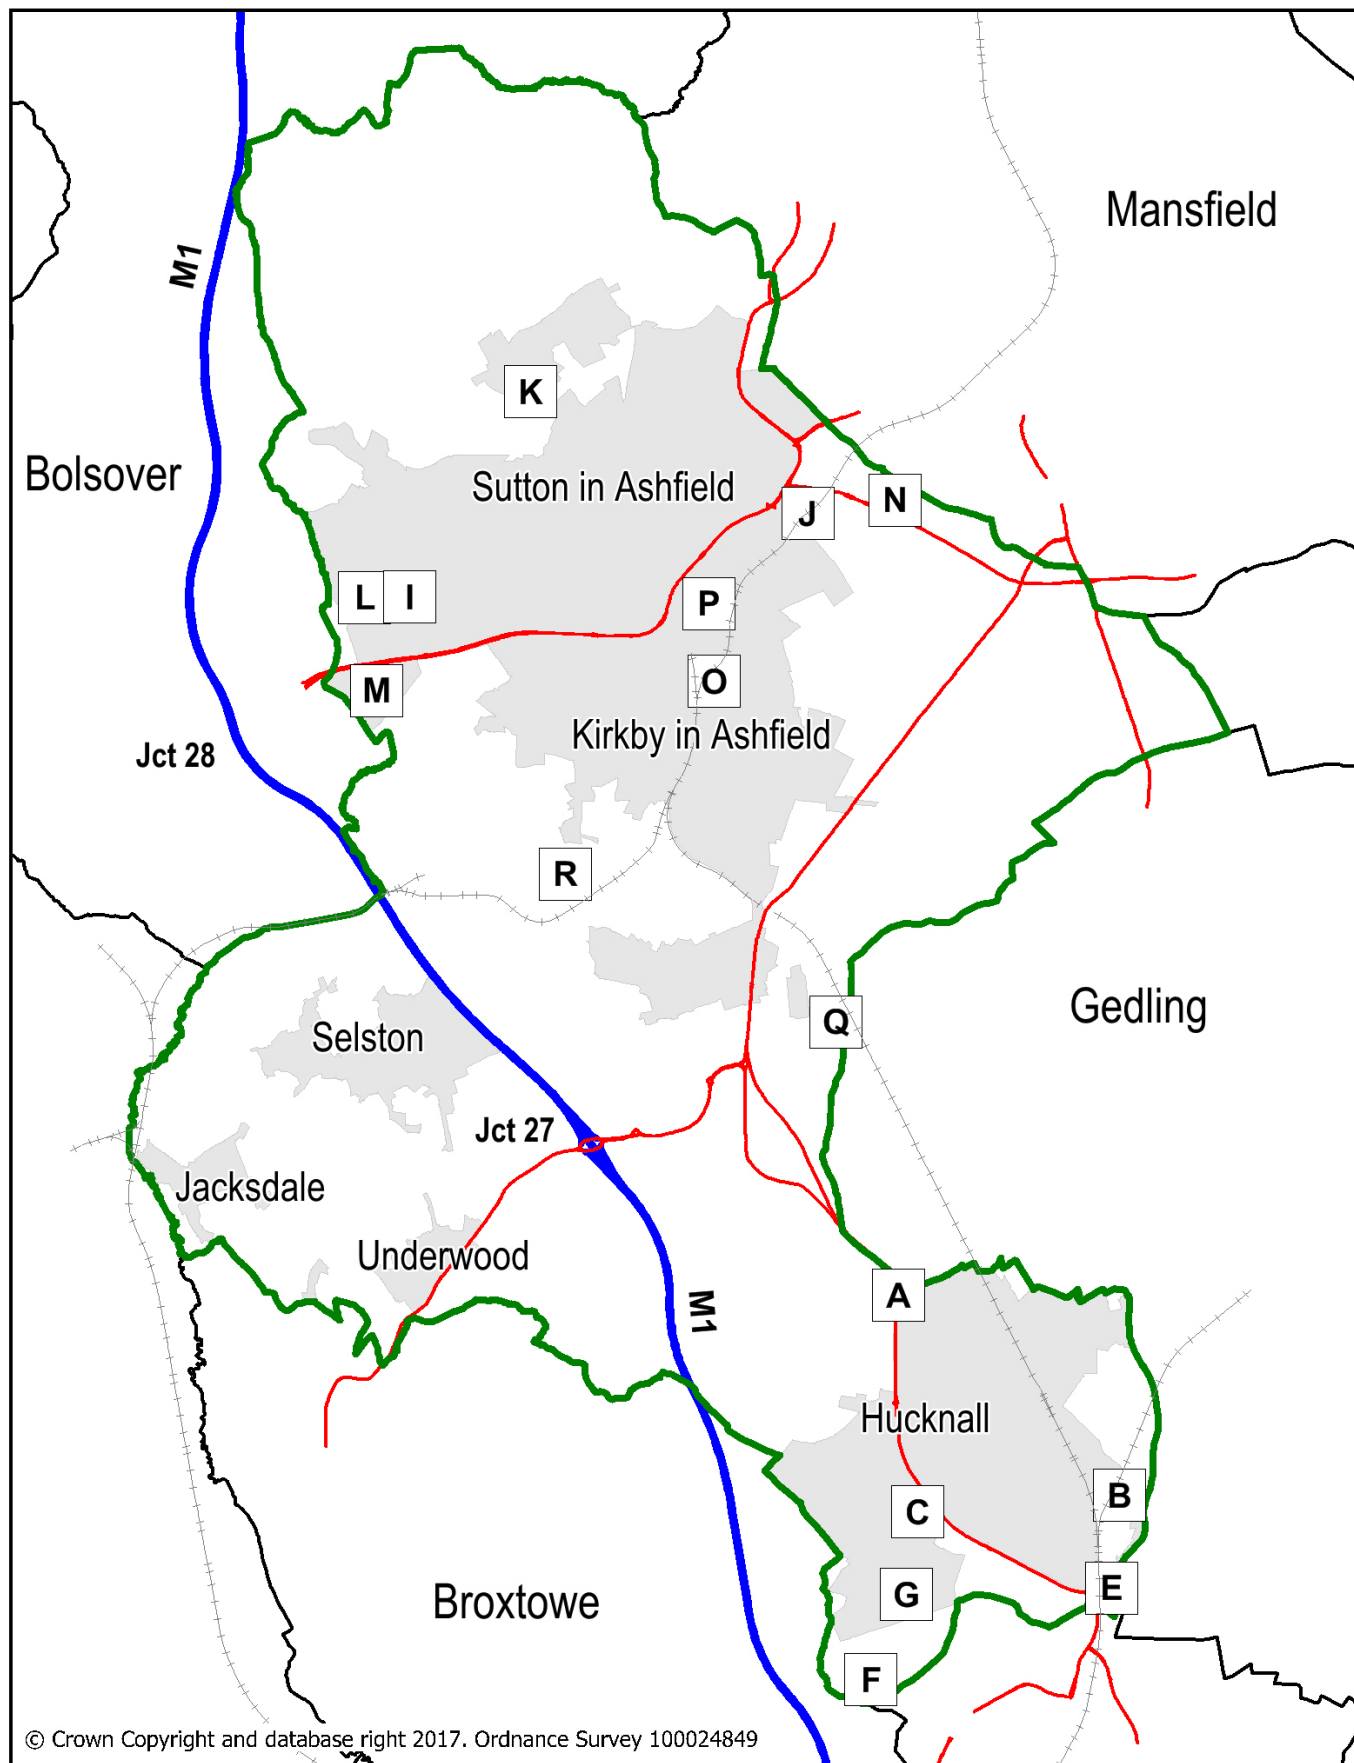 Mansfield
M1
K
Bolsover
Sutton in Ashfield
J
N
L
I
P
M
O
Kirkby in Ashfield
Jct 28
R
Q
Gedling
Selston
Jct 27
Jacksdale
Underwood
A
M1
Hucknall
B
C
E
G
Broxtowe
F
© Crown Copyright and database right 2017. Ordnance Survey 100024849